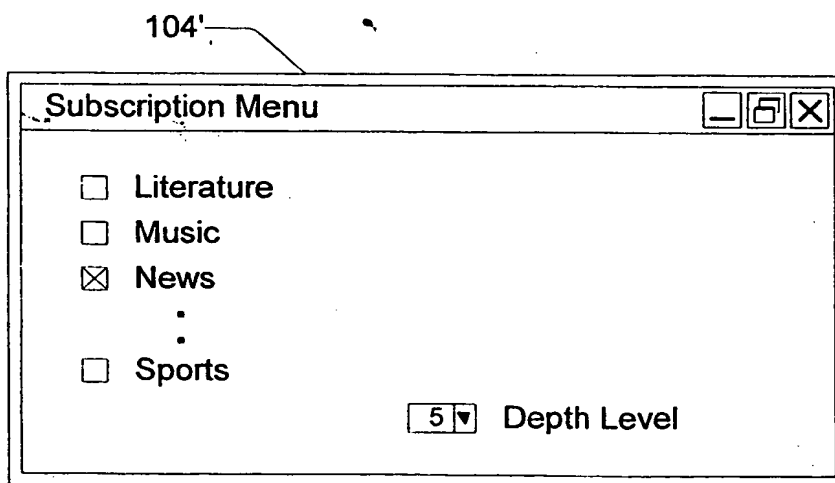 104'
Subscription Menu
Literature
Music
News
Sports
5 Depth Level